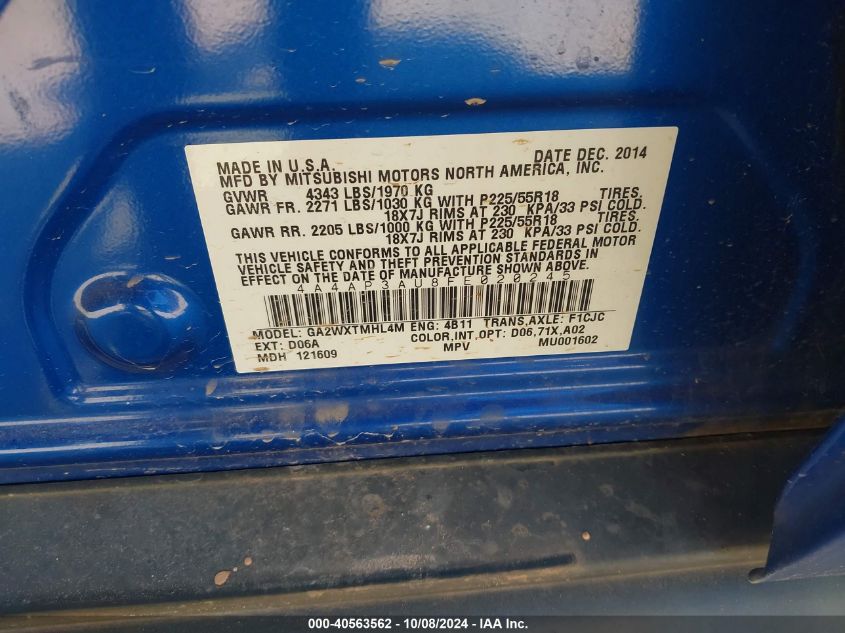 MADE IN U.S.A. DATE DEC. 2014
MFD BY MITSUBISHI MOTORS NORTH AMERICA, INC.
GVWR 4343 LBS/1970 KG
GAWR FR. 2271 LBS/1030 KG WITH P225/55R18 TIRES,
18X7J RIMS AT 230 KPA/33 PSI COLD.
GAWR RR. 2205 LBS/1000 KG WITH P225/55R18 TIRES,
18X7J RIMS AT 230 KPA/33 PSI COLD.
THIS VEHICLE CONFORMS TO ALL APPLICABLE FEDERAL MOTOR
VEHICLE SAFETY AND THEFT PREVENTION STANDARDS IN
EFFECT ON THE DATE OF MANUFACTURE SHOWN ABOVE.
4A4AP3AU8FE020245
MODEL: GA2WXTMHL4M ENG: 4B11 TRANS,AXLE: F1CJC
EXT: D06A COLOR,INT,OPT: D06,71X,A02
MDH 121609 MPV MU001602
000-40563562 - 10/08/2024 - IAA Inc.